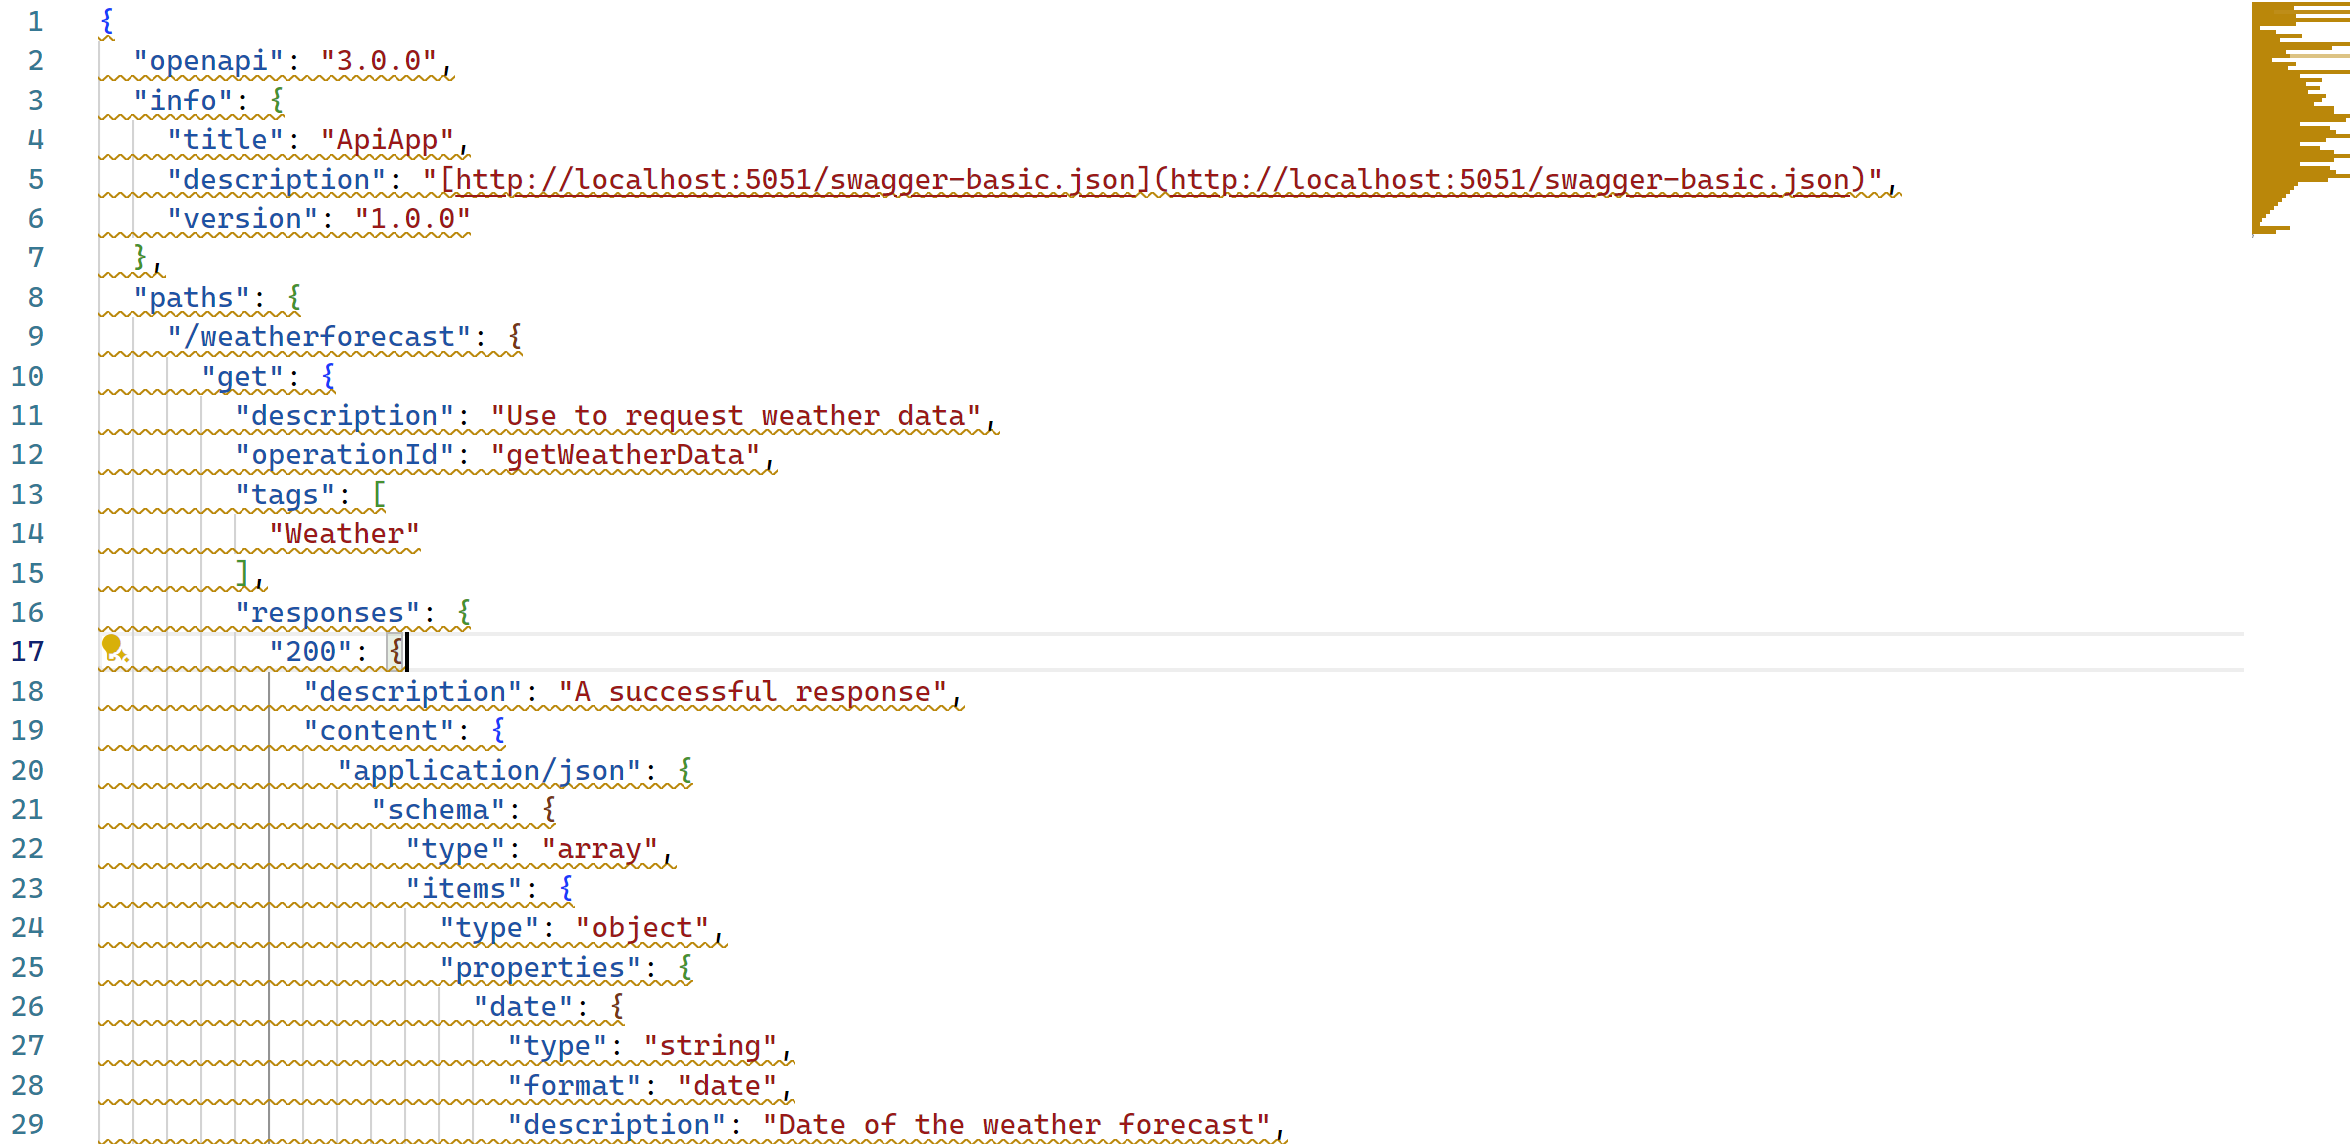 1 {
2   "openapi": "3.0.0",
3   "info": {
4     "title": "ApiApp",
5     "description": "[http://localhost:5051/swagger-basic.json](http://localhost:5051/swagger-basic.json)",
6     "version": "1.0.0"
7   },
8   "paths": {
9     "/weatherforecast": {
10       "get": {
11         "description": "Use to request weather data",
12         "operationId": "getWeatherData",
13         "tags": [
14           "Weather"
15         ],
16         "responses": {
17           "200": {
18             "description": "A successful response",
19             "content": {
20               "application/json": {
21                 "schema": {
22                   "type": "array",
23                   "items": {
24                     "type": "object",
25                     "properties": {
26                       "date": {
27                         "type": "string",
28                         "format": "date",
29                         "description": "Date of the weather forecast",